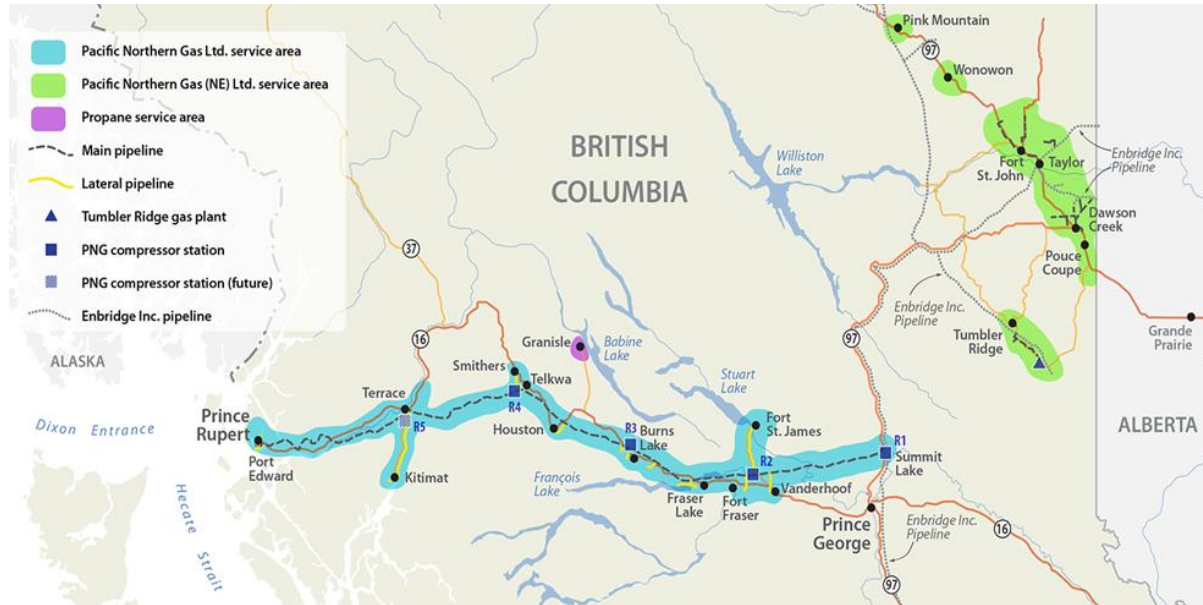 Pacific Northern Gas Ltd. service area
Pacific Northern Gas (NE) Ltd. service area
Propane service area
Main pipeline
Lateral pipeline
Tumbler Ridge gas plant
PNG compressor station
PNG compressor station (future)
Enbridge Inc. pipeline
Pink Mountain
97
Wonowon
BRITISH
COLUMBIA
Williston
Lake
Fort
St. John
Taylor
Enbridge Inc.
Pipeline
Dawson
Creek
Pouce
Coupe
37
Enbridge Inc.
Pipeline
Tumbler
Ridge
Grande
Prairie
ALASKA
16
Granisle
Babine
Lake
97
Smithers
Telkwa
Stuart
Lake
Terrace
R4
R5
Prince
Rupert
Port
Edward
Dixon Entrance
Houston
R3
Burns
Lake
Fort
St. James
R1
Summit
Lake
ALBERTA
Kitimat
R2
François
Lake
Fraser
Lake
Fort
Fraser
Vanderhoof
Hecate Strait
Prince
George
Enbridge Inc.
Pipeline
16
97